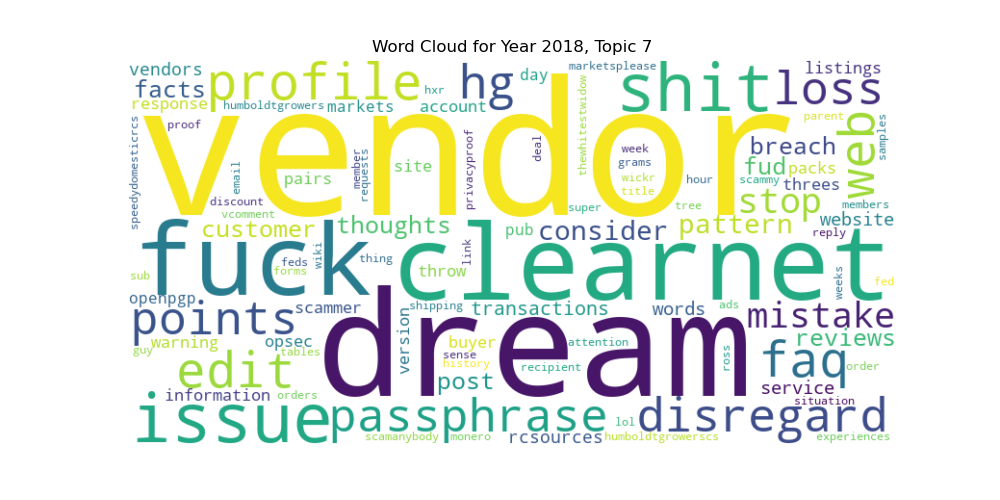 Word Cloud for Year 2018, Topic 7
vendors profile hg day marketsplease shit listings
facts hxr loss
response humboldtgrowers markets account thewhitestwidow parent
proof vendor deal week breach web samples
speedydomesticrcs email pairs member requests site privacyproof grams fud packs
wickr title hour scammy threes
discount vcomment super tree stop members
customer thoughts pub consider pattern website
fuck wiki thing link clearnet reply
sub feds forms throw weeks fed
openpgp scammer shipping transactions words ads mistake
points opsec version buyer attention reviews
guy warning tables dream sense ross faq order
edit history recipient
information orders post service situation
issue passphrase lol disregard
scamanybody monero rcsources humboldtgrowerscs experiences